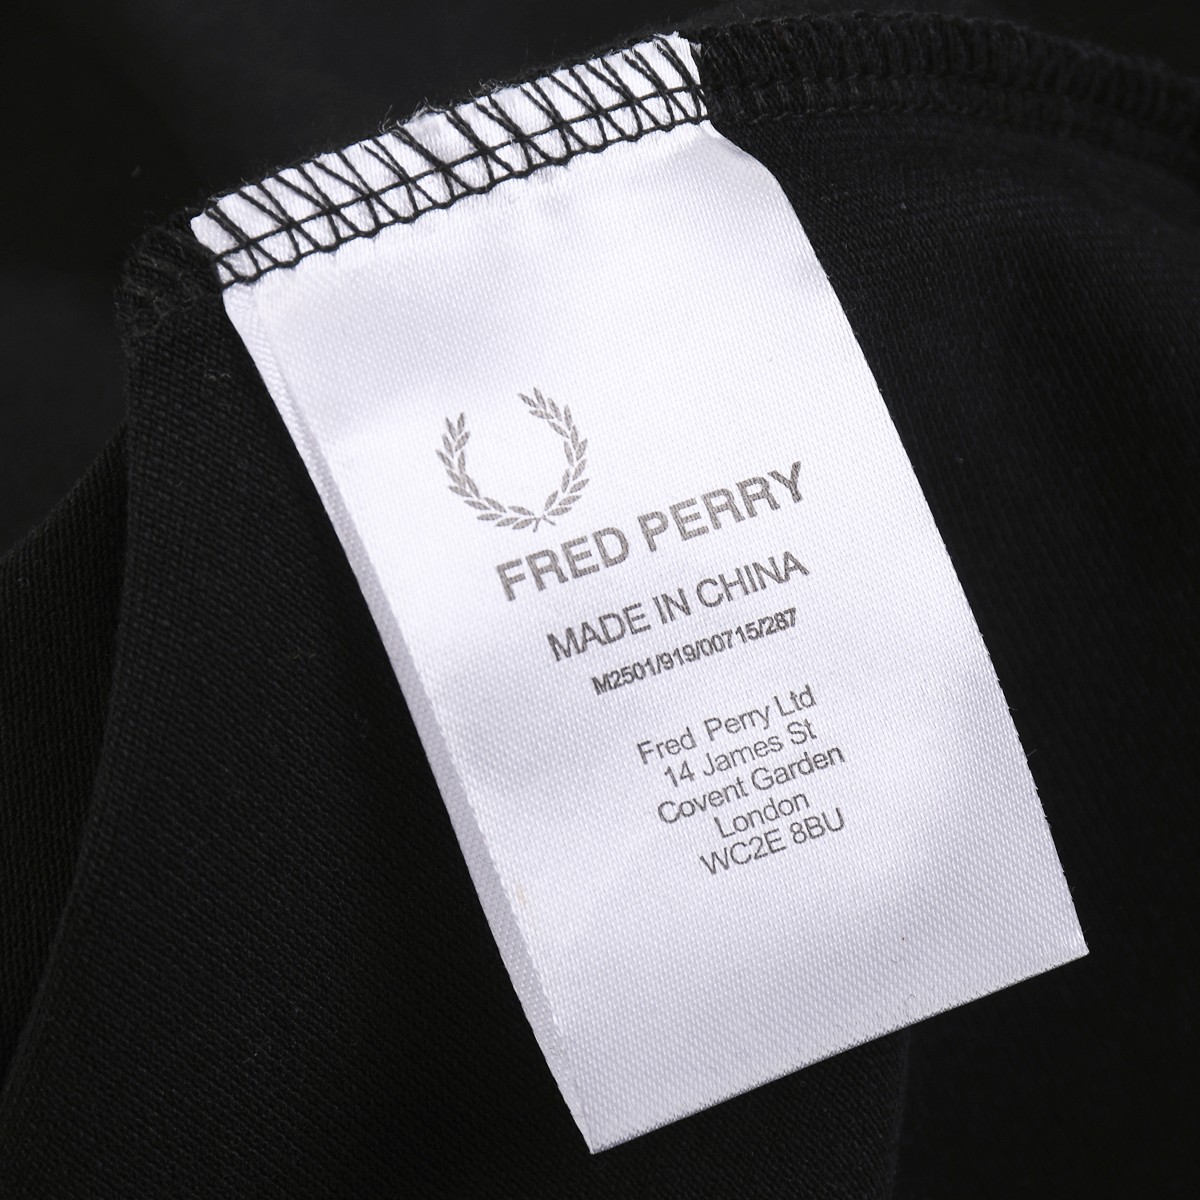 FRED PERRY
MADE IN CHINA
M2501/919/00715/287
Fred Perry Ltd
14 James St
Covent Garden
London
WC2E 8BU